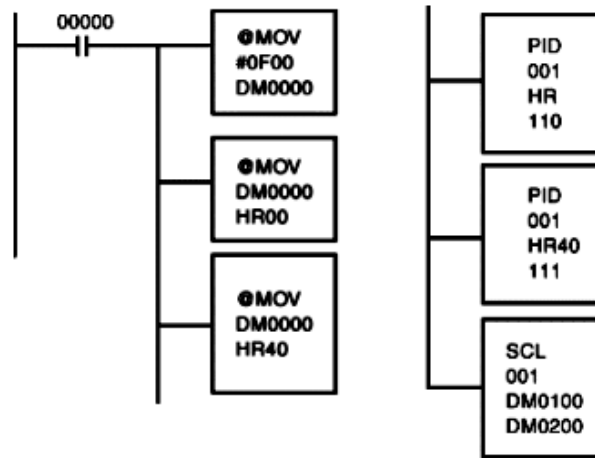 00000
@MOV
#0F00
DM0000
@MOV
DM0000
HR00
@MOV
DM0000
HR40
PID
001
HR
110
PID
001
HR40
111
SCL
001
DM0100
DM0200